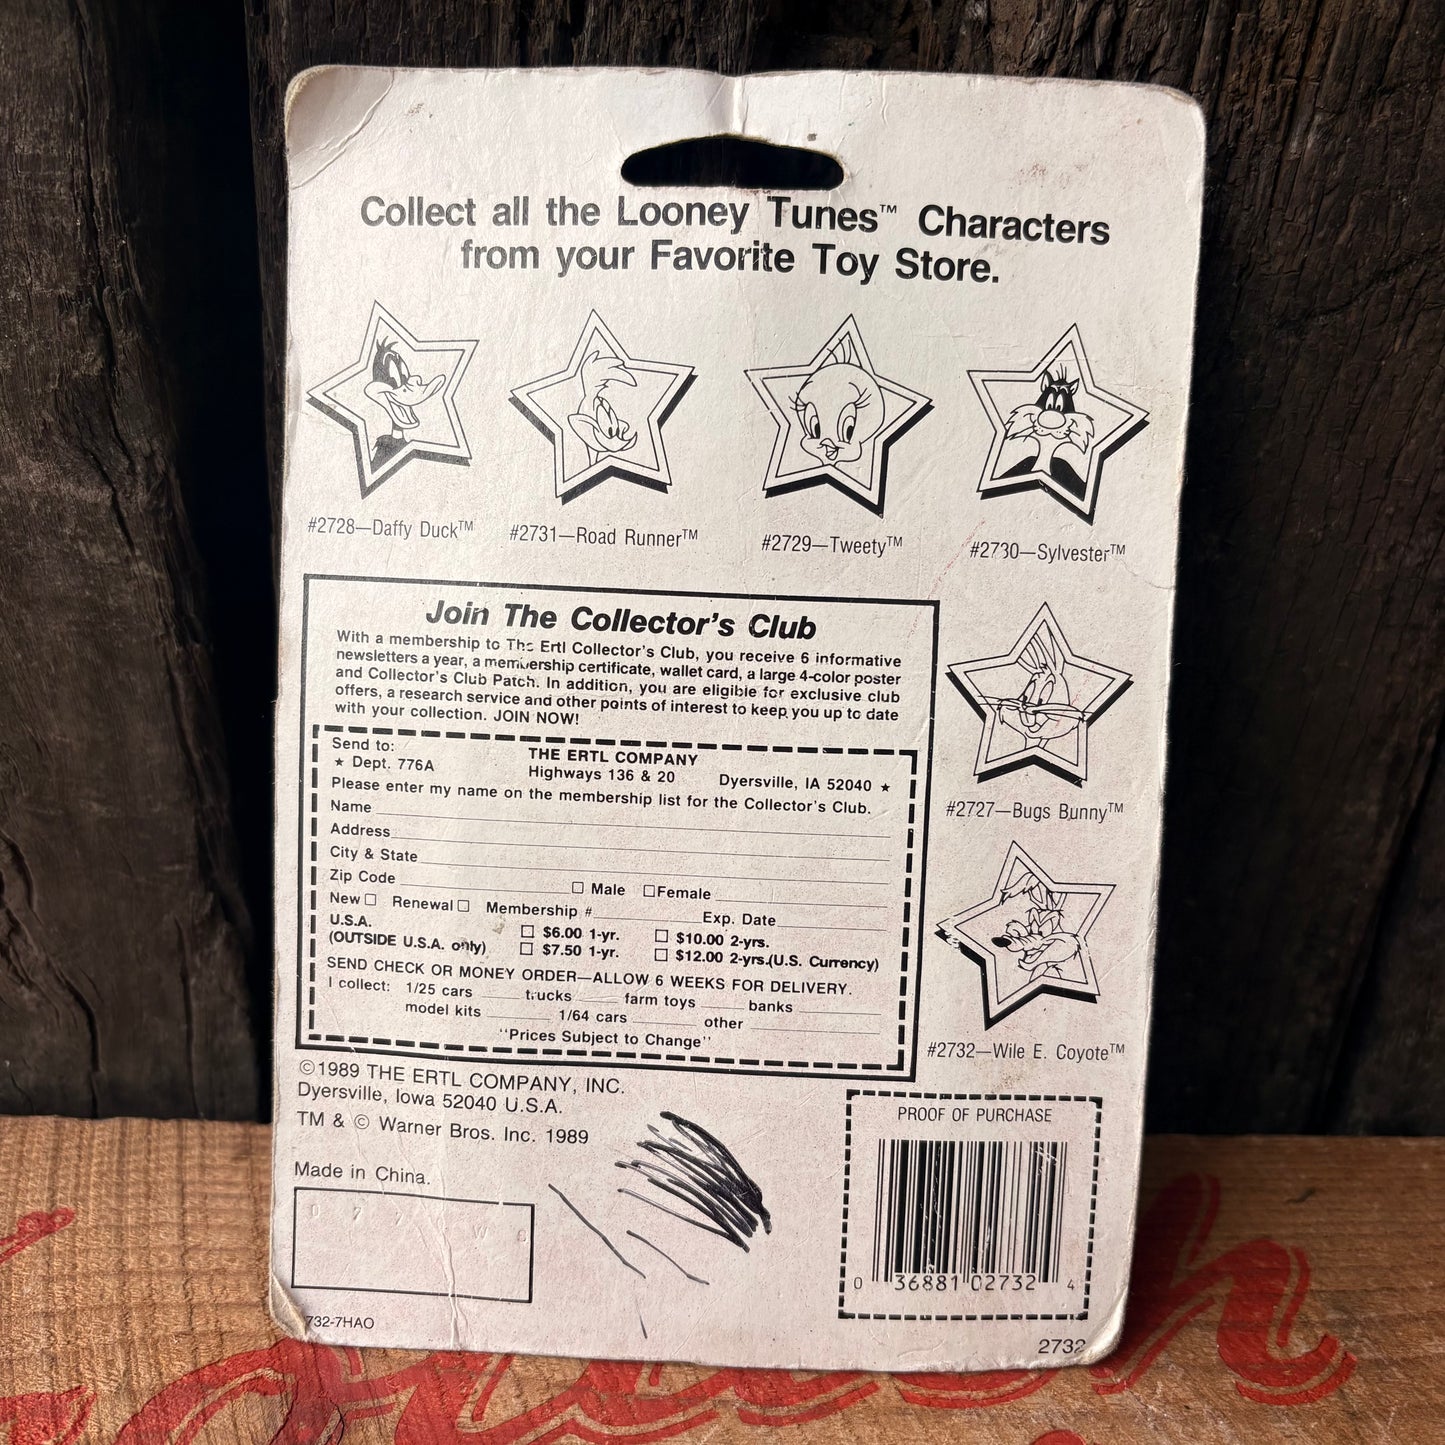 Collect all the Looney Tunes™ Characters
from your Favorite Toy Store.
#2728—Daffy Duck™
#2731—Road Runner™
#2729—Tweety™
#2730—Sylvester™
Join The Collector's Club
With a membership to The Ertl Collector's Club, you receive 6 informative
newsletters a year, a membership certificate, wallet card, a large 4-color poster
and Collector's Club Patch. In addition, you are eligible for exclusive club
offers, a research service and other points of interest to keep you up to date
with your collection. JOIN NOW!
Send to: THE ERTL COMPANY
★ Dept. 776A Highways 136 & 20 Dyersville, IA 52040 ★
Please enter my name on the membership list for the Collector's Club.
Name
Address
City & State
Zip Code □ Male □ Female
New □ Renewal □ Membership # Exp. Date
U.S.A. □ $6.00 1-yr. □ $10.00 2-yrs.
(OUTSIDE U.S.A. only) □ $7.50 1-yr. □ $12.00 2-yrs.(U.S. Currency)
SEND CHECK OR MONEY ORDER—ALLOW 6 WEEKS FOR DELIVERY.
I collect: 1/25 cars trucks farm toys banks
model kits 1/64 cars other
"Prices Subject to Change"
#2727—Bugs Bunny™
#2732—Wile E. Coyote™
©1989 THE ERTL COMPANY, INC.
Dyersville, Iowa 52040 U.S.A.
TM & © Warner Bros. Inc. 1989
Made in China.
732-7HAO
PROOF OF PURCHASE
0 36881 02732 4
2732